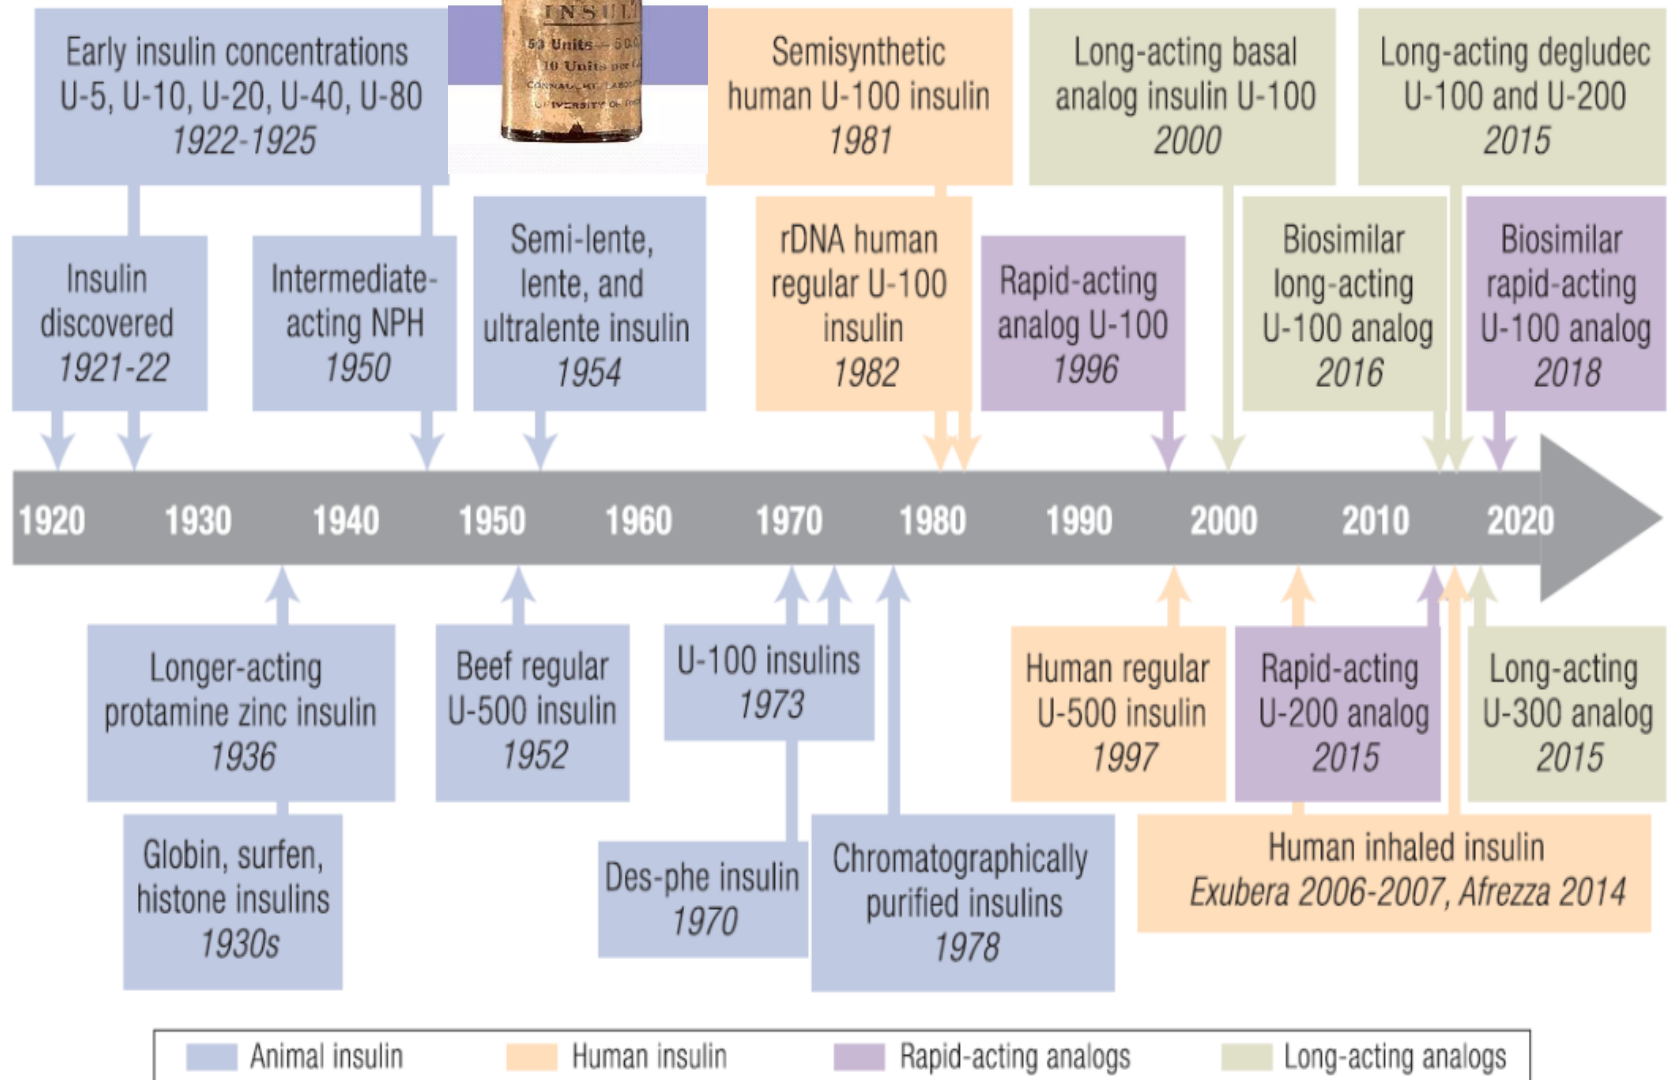 Early insulin concentrations
U-5, U-10, U-20, U-40, U-80
1922-1925
INSUL
10 Units per
UNIVERSITY OF
Semisynthetic
human U-100 insulin
1981
Long-acting basal
analog insulin U-100
2000
Long-acting degludec
U-100 and U-200
2015
Insulin
discovered
1921-22
Intermediate-
acting NPH
1950
Semi-lente,
lente, and
ultralente insulin
1954
rDNA human
regular U-100
insulin
1982
Rapid-acting
analog U-100
1996
Biosimilar
long-acting
U-100 analog
2016
Biosimilar
rapid-acting
U-100 analog
2018
1920 1930 1940 1950 1960 1970 1980 1990 2000 2010 2020
Longer-acting
protamine zinc insulin
1936
Beef regular
U-500 insulin
1952
U-100 insulins
1973
Human regular
U-500 insulin
1997
Rapid-acting
U-200 analog
2015
Long-acting
U-300 analog
2015
Globin, surfen,
histone insulins
1930s
Des-phe insulin
1970
Chromatographically
purified insulins
1978
Human inhaled insulin
Exubera 2006-2007, Afrezza 2014
Animal insulin Human insulin Rapid-acting analogs Long-acting analogs